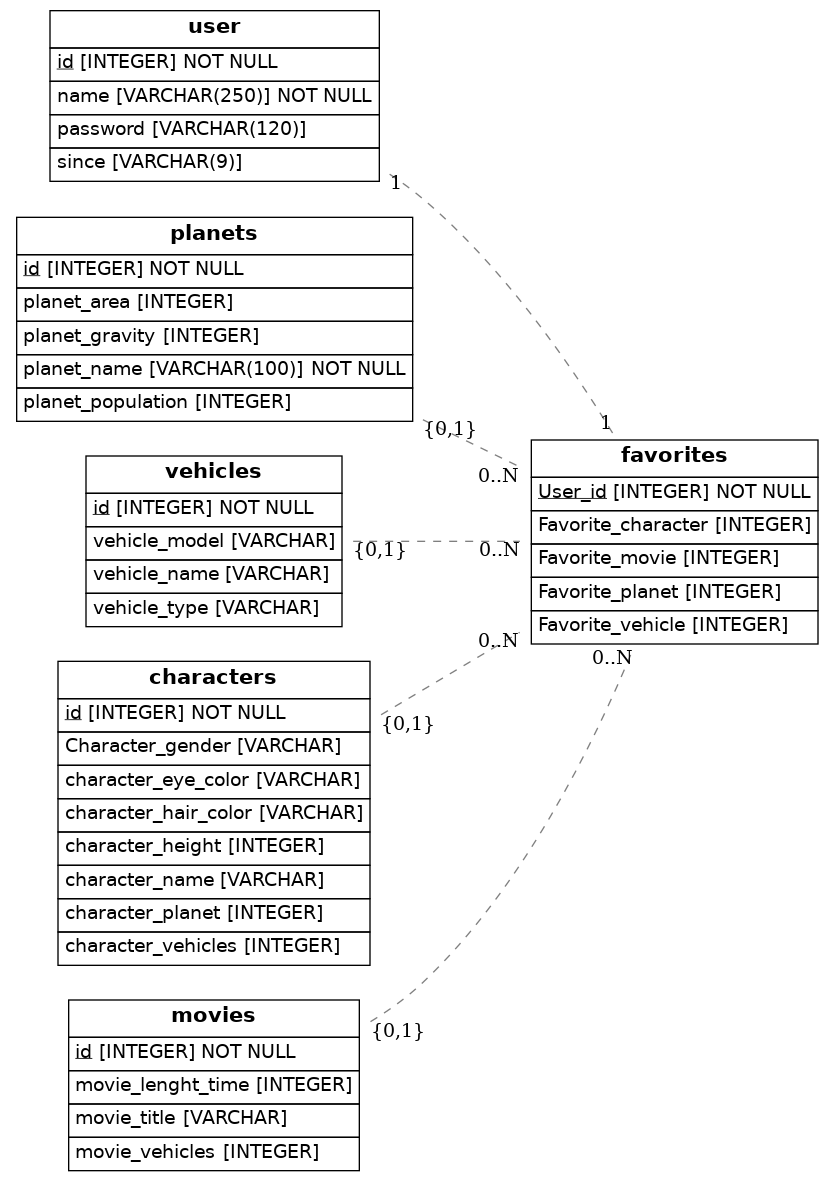 user
id [INTEGER] NOT NULL
name [VARCHAR(250)] NOT NULL
password [VARCHAR(120)]
since [VARCHAR(9)]
1
planets
id [INTEGER] NOT NULL
planet_area [INTEGER]
planet_gravity [INTEGER]
planet_name [VARCHAR(100)] NOT NULL
planet_population [INTEGER]
{0,1}
vehicles
id [INTEGER] NOT NULL
vehicle_model [VARCHAR]
vehicle_name [VARCHAR]
vehicle_type [VARCHAR]
{0,1}
characters
id [INTEGER] NOT NULL
Character_gender [VARCHAR]
character_eye_color [VARCHAR]
character_hair_color [VARCHAR]
character_height [INTEGER]
character_name [VARCHAR]
character_planet [INTEGER]
character_vehicles [INTEGER]
{0,1}
movies
id [INTEGER] NOT NULL
movie_lenght_time [INTEGER]
movie_title [VARCHAR]
movie_vehicles [INTEGER]
{0,1}
1
favorites
User_id [INTEGER] NOT NULL
Favorite_character [INTEGER]
Favorite_movie [INTEGER]
Favorite_planet [INTEGER]
Favorite_vehicle [INTEGER]
0..N
0..N
0..N
0..N